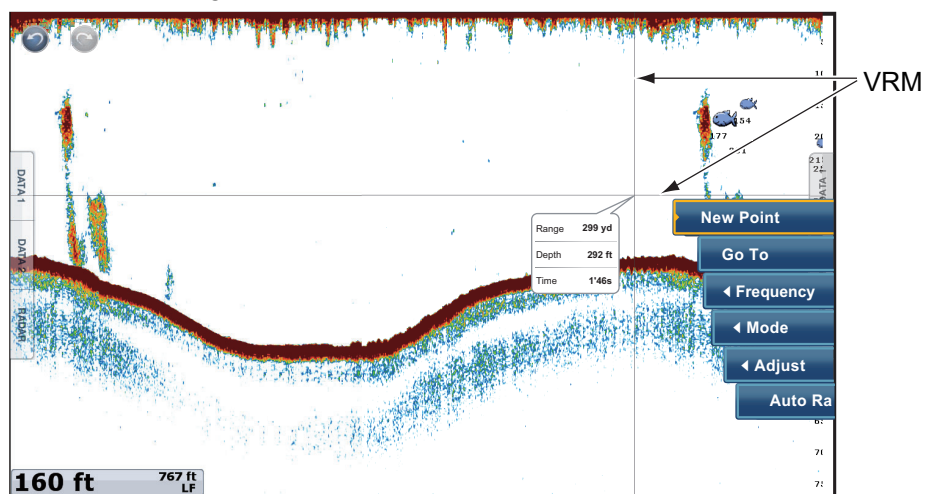 VRM
54
177
DATA 1
DATA 2
RADAR
Range 299 yd
Depth 292 ft
Time 1'46s
New Point
Go To
Frequency
Mode
Adjust
Auto Ra
160 ft
767 ft
LF